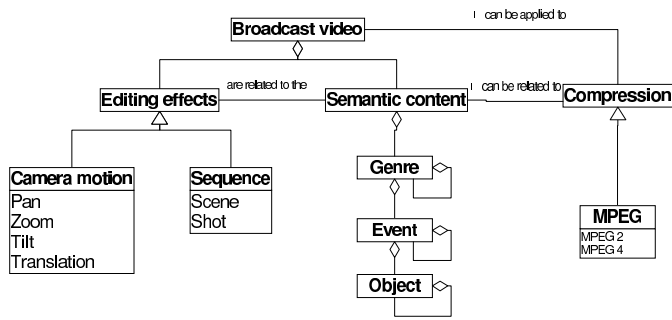 I can be applied to
Broadcast video
are related to the
I can be related to
Editing effects
Semantic content
Compression
Camera motion
Pan
Zoom
Tilt
Translation
Sequence
Scene
Shot
Genre
Event
Object
MPEG
MPEG 2
MPEG 4